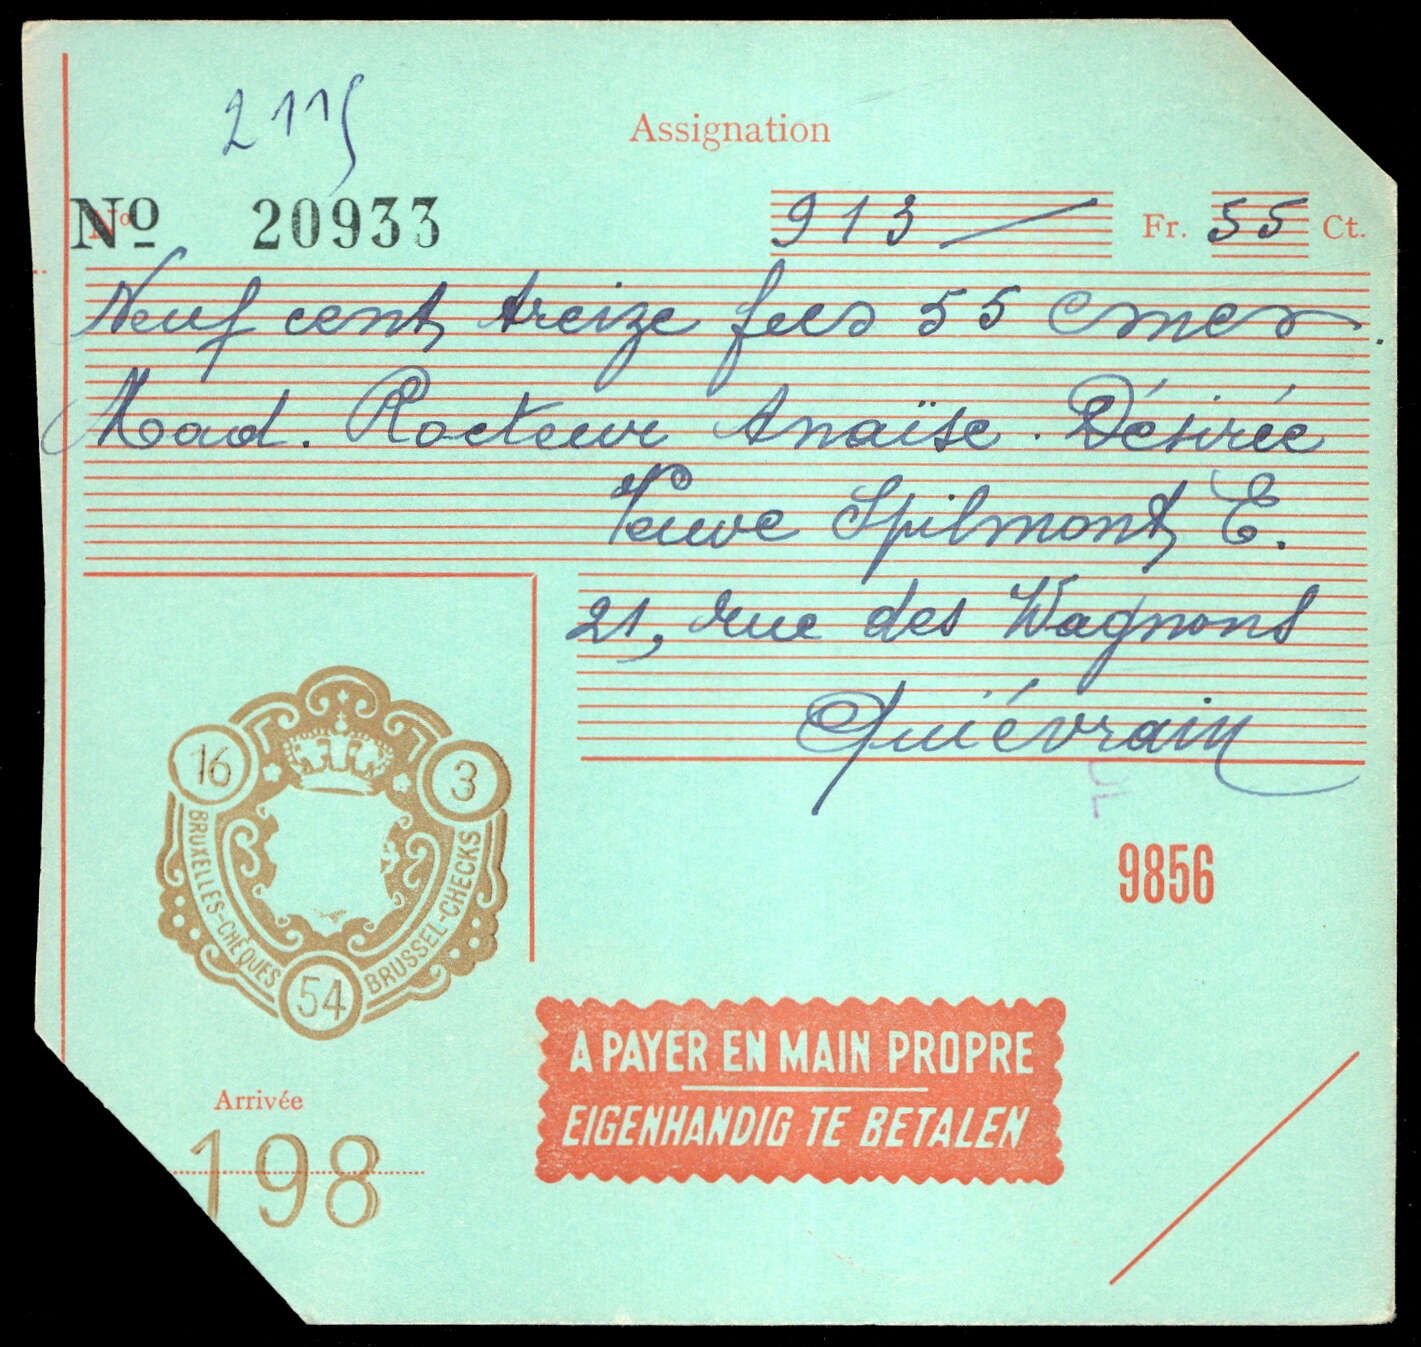 2115
Assignation
Nº 20933
913 — Fr. 55 Ct.
Neuf cent treize fcs 55 cmes.
Mad. Rocteur Anaïse. Désirée
Veuve Spilmont E.
21, rue des Wagnons
Quiévrain
16 3
BRUXELLES-CHÈQUES 54 BRUSSEL-CHECKS
9856
A PAYER EN MAIN PROPRE
EIGENHANDIG TE BETALEN
Arrivée
198